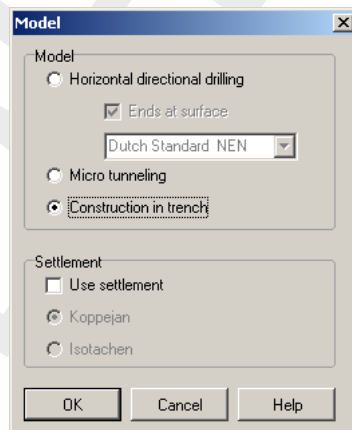 Model
Model
Horizontal directional drilling
Ends at surface
Dutch Standard NEN
Micro tunneling
Construction in trench
Settlement
Use settlement
Koppejan
Isotachen
OK Cancel Help